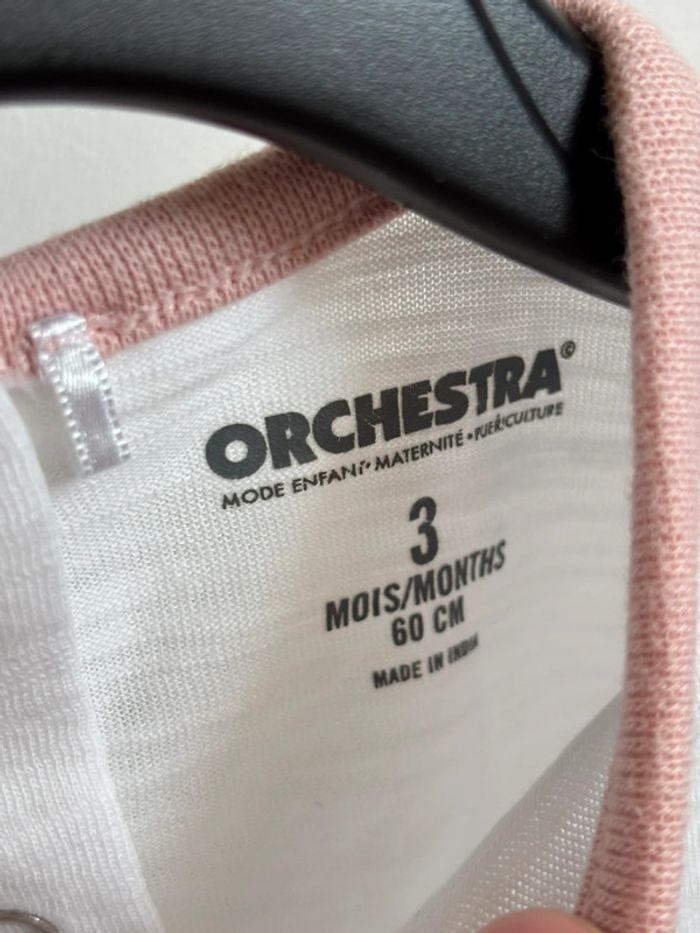 ORCHESTRA©
MODE ENFANT• MATERNITÉ •PUÉRICULTURE
3
MOIS/MONTHS
60 CM
MADE IN INDIA